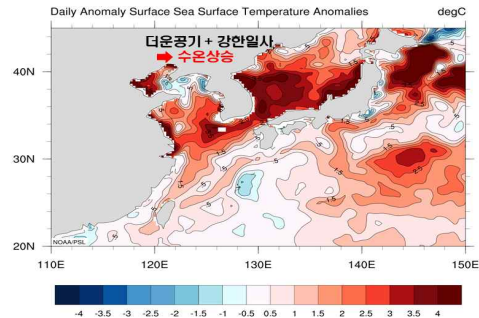 Daily Anomaly Surface Sea Surface Temperature Anomalies degC
더운공기 + 강한일사
수온상승
40N
30N
20N
NOAA/PSL
110E 120E 130E 140E 150E
-4 -3.5 -3 -2.5 -2 -1.5 -1 -0.5 0.5 1 1.5 2 2.5 3 3.5 4